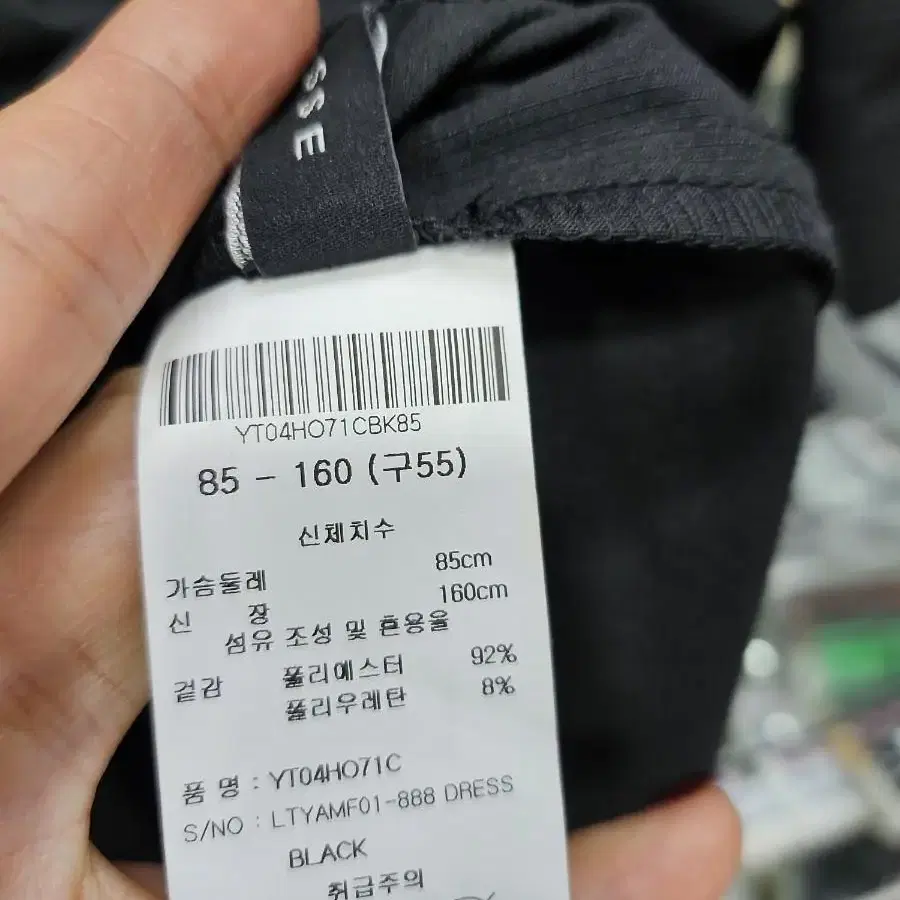 SSE
YT04HO71CBK85
85 - 160 (구55)
신체치수
가슴둘레 85cm
신 장 160cm
섬유 조성 및 혼용율
겉감 폴리에스터 92%
폴리우레탄 8%
품 명 : YT04HO71C
S/NO : LTYAMF01-888 DRESS
BLACK
취급주의